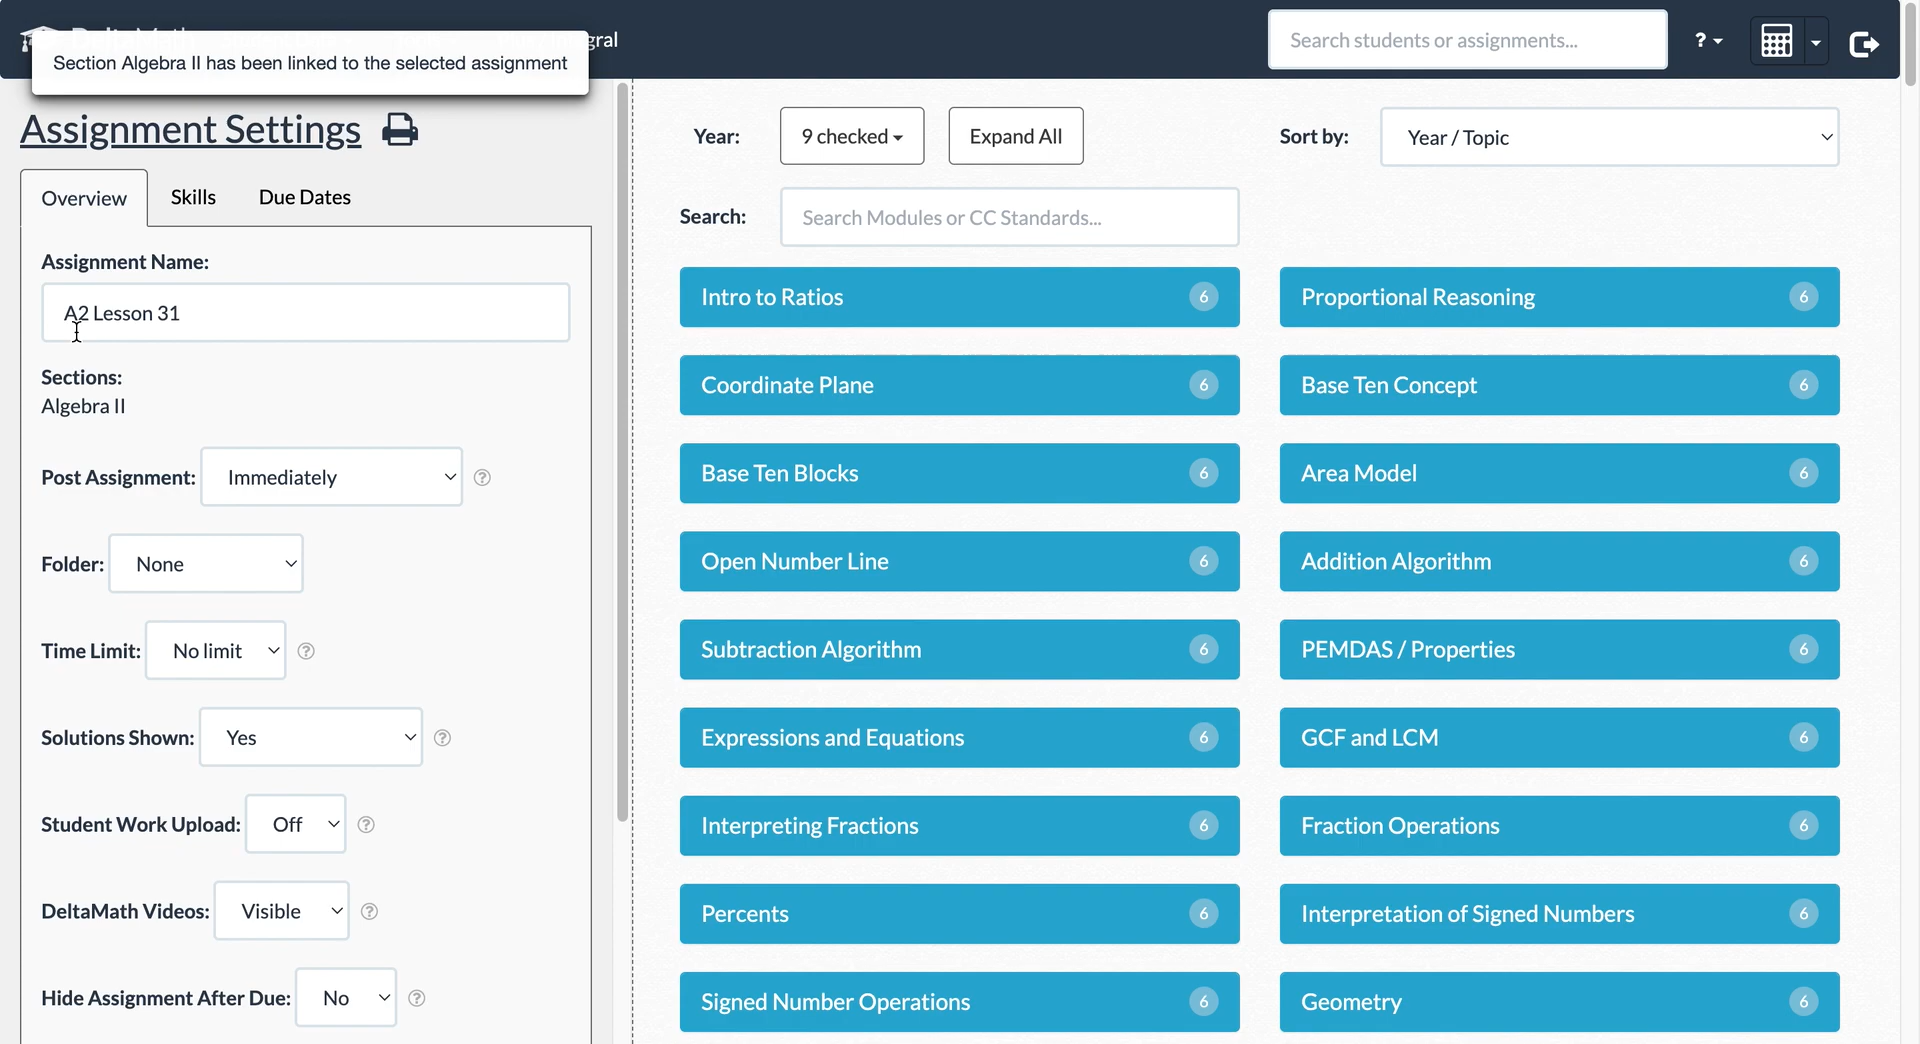 gral
Section Algebra II has been linked to the selected assignment
Search students or assignments...
?
Assignment Settings
Overview
Skills
Due Dates
Assignment Name:
A2 Lesson 31
Sections:
Algebra II
Post Assignment: Immediately ?
Folder: None
Time Limit: No limit ?
Solutions Shown: Yes ?
Student Work Upload: Off ?
DeltaMath Videos: Visible ?
Hide Assignment After Due: No ?
Year: 9 checked Expand All
Sort by: Year / Topic
Search: Search Modules or CC Standards...
Intro to Ratios 6
Proportional Reasoning 6
Coordinate Plane 6
Base Ten Concept 6
Base Ten Blocks 6
Area Model 6
Open Number Line 6
Addition Algorithm 6
Subtraction Algorithm 6
PEMDAS / Properties 6
Expressions and Equations 6
GCF and LCM 6
Interpreting Fractions 6
Fraction Operations 6
Percents 6
Interpretation of Signed Numbers 6
Signed Number Operations 6
Geometry 6